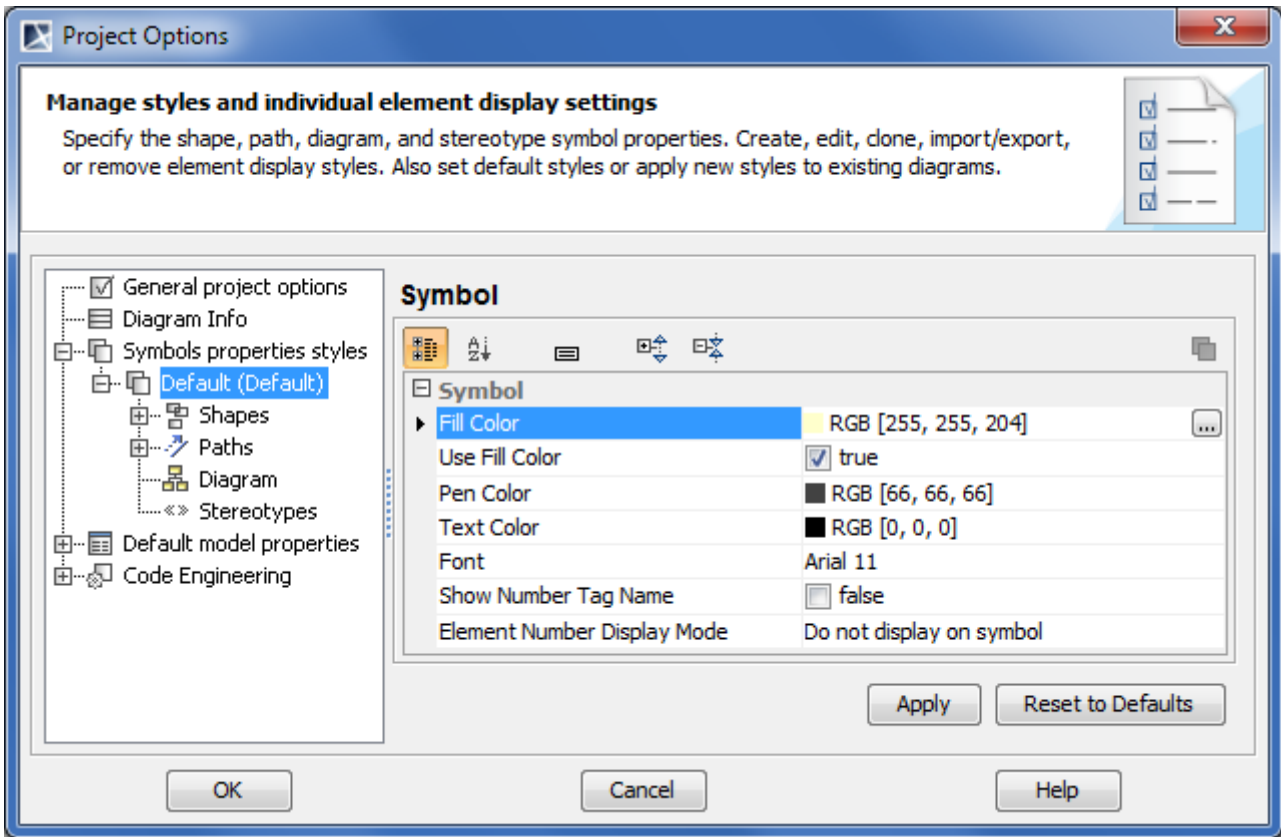 Project Options
Manage styles and individual element display settings
Specify the shape, path, diagram, and stereotype symbol properties. Create, edit, clone, import/export,
or remove element display styles. Also set default styles or apply new styles to existing diagrams.
General project options
Diagram Info
Symbols properties styles
Default (Default)
Shapes
Paths
Diagram
«» Stereotypes
Default model properties
Code Engineering
Symbol
Symbol
Fill Color RGB [255, 255, 204] ...
Use Fill Color true
Pen Color RGB [66, 66, 66]
Text Color RGB [0, 0, 0]
Font Arial 11
Show Number Tag Name false
Element Number Display Mode Do not display on symbol
Apply Reset to Defaults
OK Cancel Help